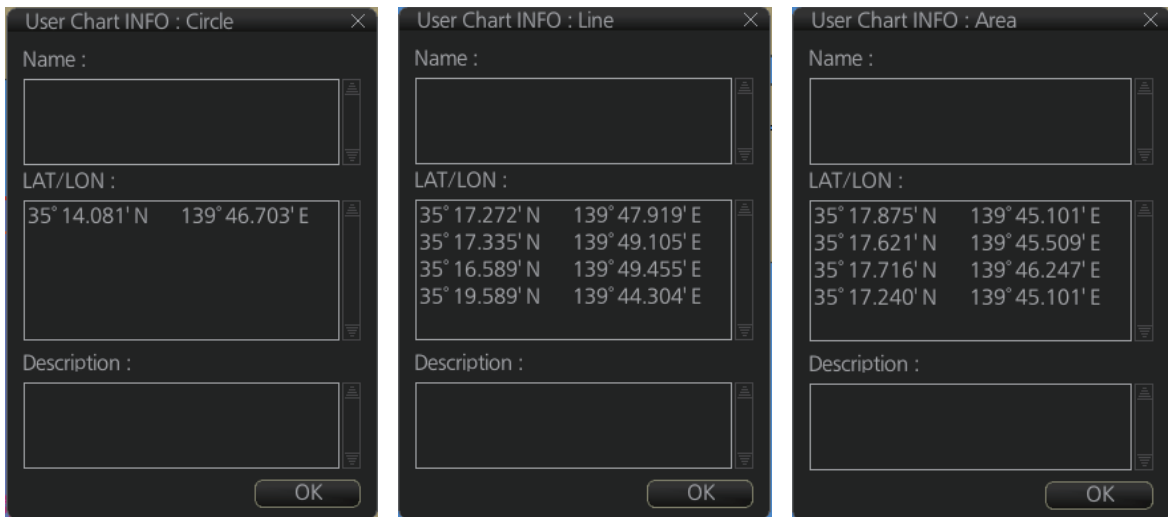 User Chart INFO : Circle
Name :
LAT/LON :
35° 14.081' N 139° 46.703' E
Description :
OK
User Chart INFO : Line
Name :
LAT/LON :
35° 17.272' N 139° 47.919' E
35° 17.335' N 139° 49.105' E
35° 16.589' N 139° 49.455' E
35° 19.589' N 139° 44.304' E
Description :
OK
User Chart INFO : Area
Name :
LAT/LON :
35° 17.875' N 139° 45.101' E
35° 17.621' N 139° 45.509' E
35° 17.716' N 139° 46.247' E
35° 17.240' N 139° 45.101' E
Description :
OK